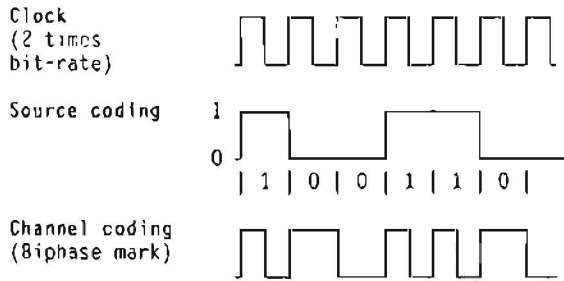 Clock
(2 times
bit-rate)
Source coding 1
0
| 1 | 0 | 0 | 1 | 1 | 0 |
Channel coding
(Biphase mark)